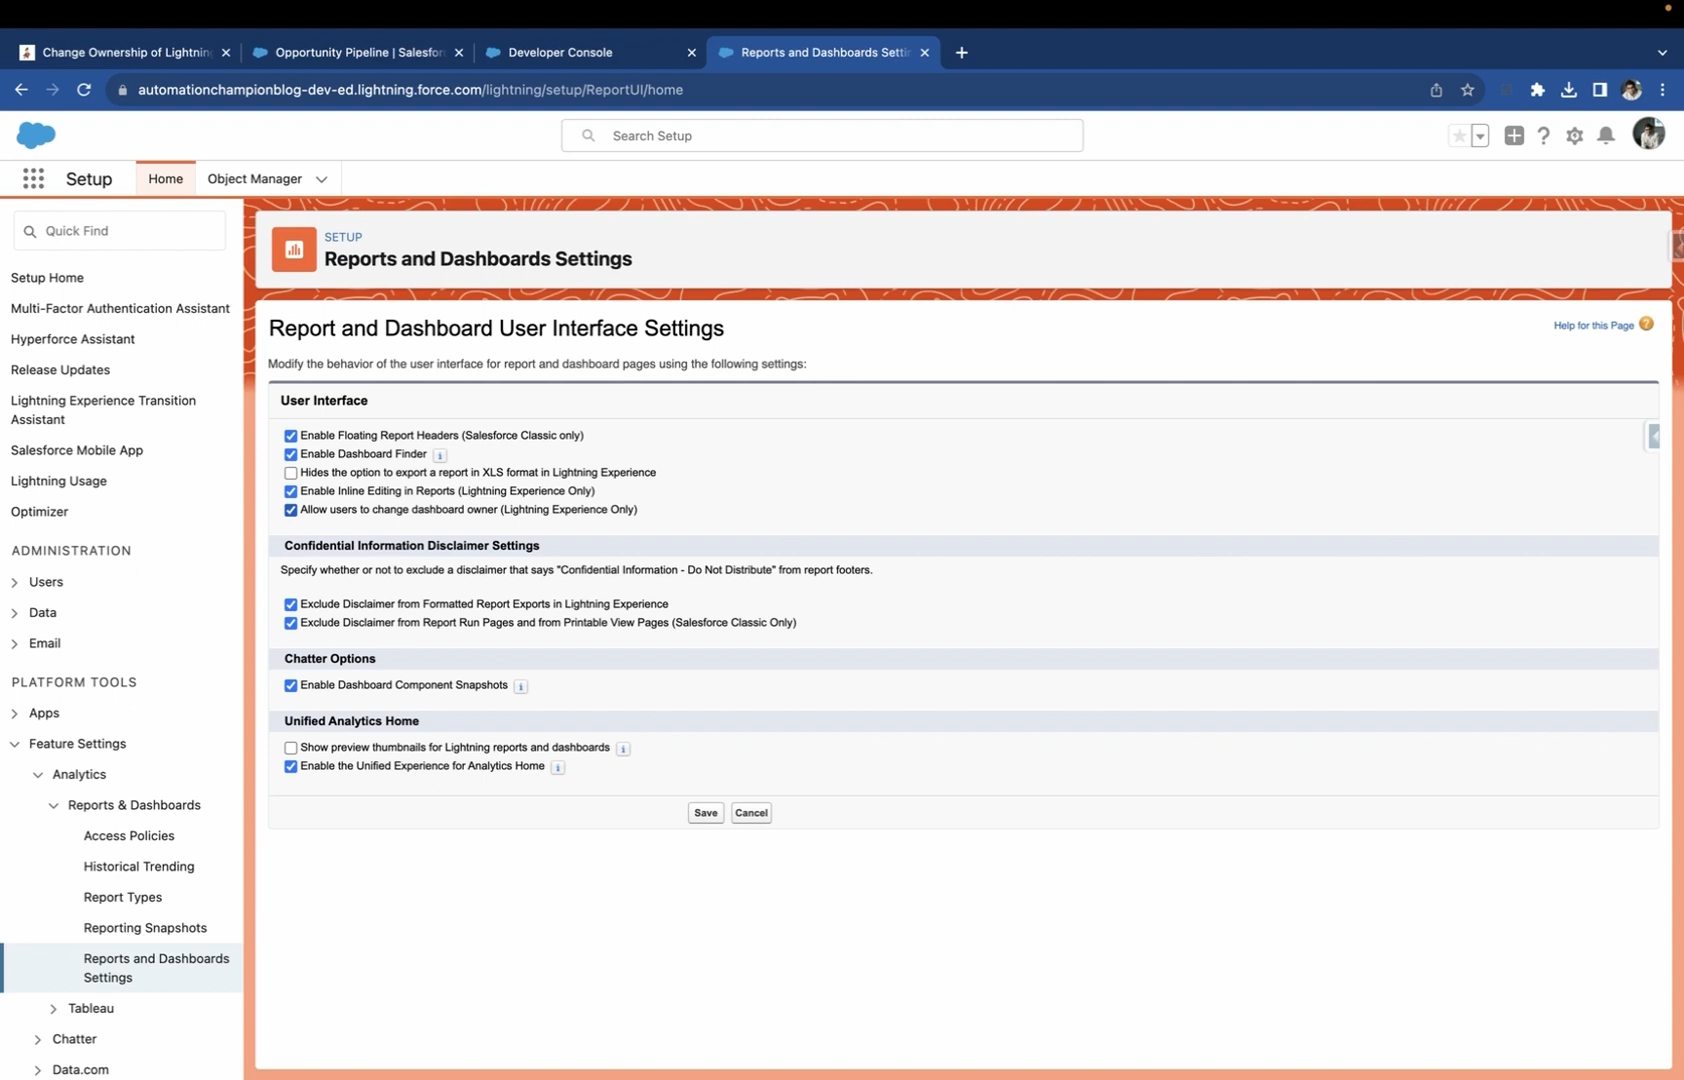 Change Ownership of Lightnin
Opportunity Pipeline | Salesfor
Developer Console
Reports and Dashboards Setti
automationchampionblog-dev-ed.lightning.force.com/lightning/setup/ReportUI/home
Search Setup
Setup
Home
Object Manager
Quick Find
Setup Home
Multi-Factor Authentication Assistant
Hyperforce Assistant
Release Updates
Lightning Experience Transition
Assistant
Salesforce Mobile App
Lightning Usage
Optimizer
ADMINISTRATION
Users
Data
Email
PLATFORM TOOLS
Apps
Feature Settings
Analytics
Reports & Dashboards
Access Policies
Historical Trending
Report Types
Reporting Snapshots
Reports and Dashboards
Settings
Tableau
Chatter
Data.com
SETUP
Reports and Dashboards Settings
Report and Dashboard User Interface Settings
Help for this Page ?
Modify the behavior of the user interface for report and dashboard pages using the following settings:
User Interface
Enable Floating Report Headers (Salesforce Classic only)
Enable Dashboard Finder i
Hides the option to export a report in XLS format in Lightning Experience
Enable Inline Editing in Reports (Lightning Experience Only)
Allow users to change dashboard owner (Lightning Experience Only)
Confidential Information Disclaimer Settings
Specify whether or not to exclude a disclaimer that says "Confidential Information - Do Not Distribute" from report footers.
Exclude Disclaimer from Formatted Report Exports in Lightning Experience
Exclude Disclaimer from Report Run Pages and from Printable View Pages (Salesforce Classic Only)
Chatter Options
Enable Dashboard Component Snapshots i
Unified Analytics Home
Show preview thumbnails for Lightning reports and dashboards i
Enable the Unified Experience for Analytics Home i
Save
Cancel